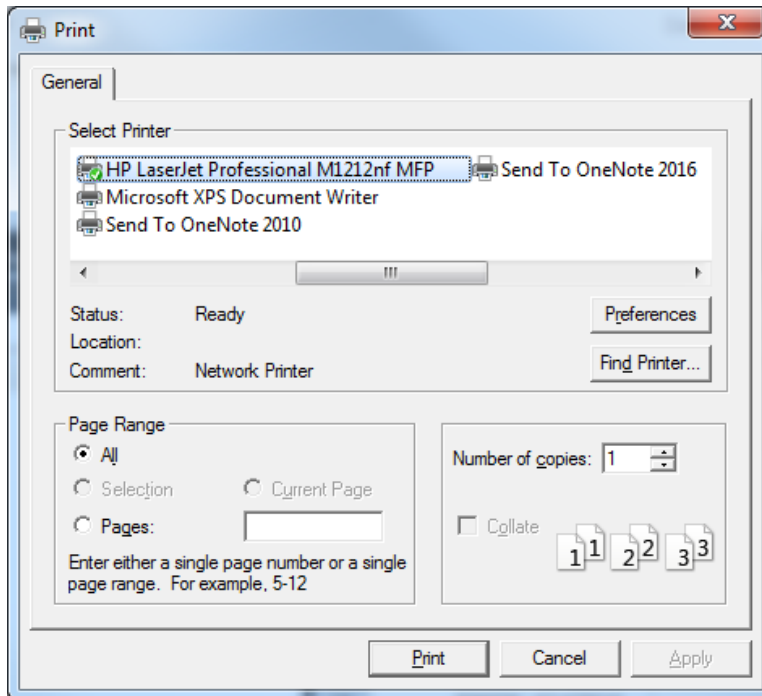 Print
General
Select Printer
HP LaserJet Professional M1212nf MFP Send To OneNote 2016
Microsoft XPS Document Writer
Send To OneNote 2010
Status: Ready Preferences
Location:
Comment: Network Printer Find Printer...
Page Range
All Number of copies: 1
Selection Current Page
Pages: Collate
1 1 2 2 3 3
Enter either a single page number or a single
page range. For example, 5-12
Print Cancel Apply